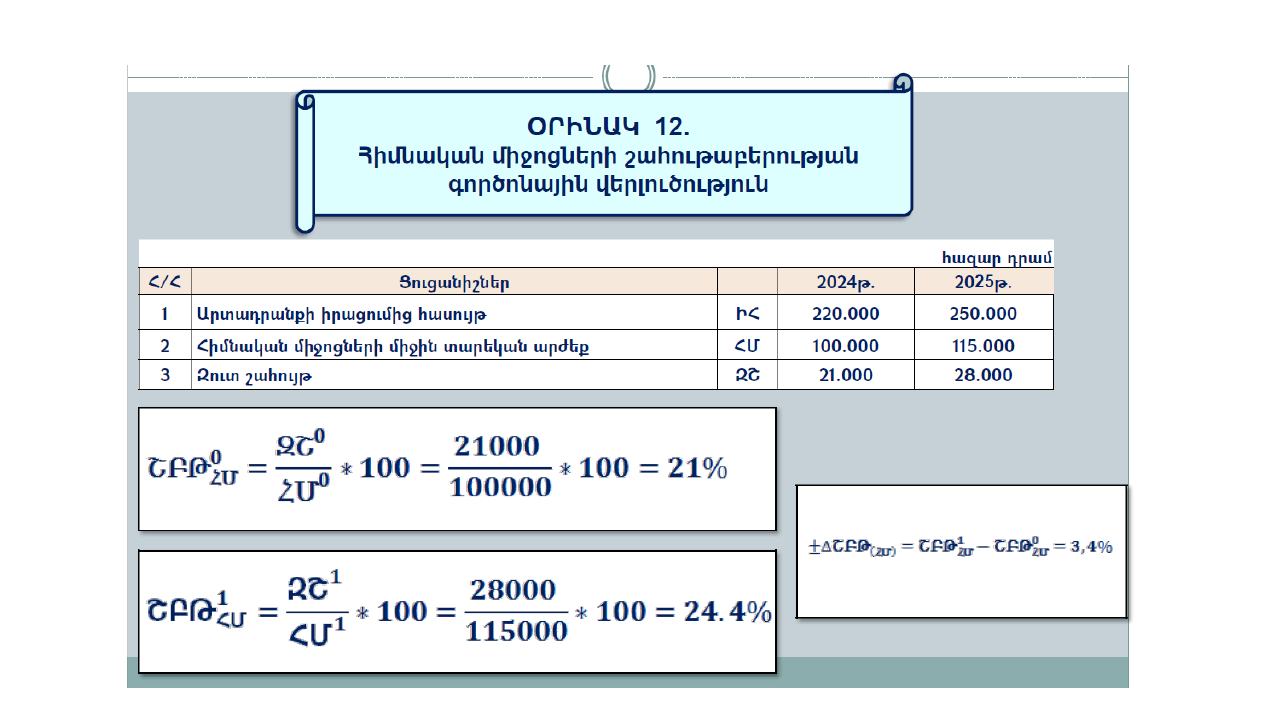 ՕՐԻՆԱԿ 12.
Հիմնական միջոցների շահութաբերության
գործոնային վերլուծություն
հազար դրամ
Հ/Հ Ցուցանիշներ 2024թ. 2025թ.
1 Արտադրանքի իրացումից հասույթ ԻՀ 220.000 250.000
2 Հիմնական միջոցների միջին տարեկան արժեք ՀՄ 100.000 115.000
3 Զուտ շահույթ ԶՇ 21.000 28.000
ՇԲԹ⁰ՀՄ = ԶՇ⁰/ՀՄ⁰ * 100 = 21000/100000 * 100 = 21%
±ΔՇԲԹ(ՀՄ) = ՇԲԹ¹ՀՄ − ՇԲԹ⁰ՀՄ = 3,4%
ՇԲԹ¹ՀՄ = ԶՇ¹/ՀՄ¹ * 100 = 28000/115000 * 100 = 24.4%